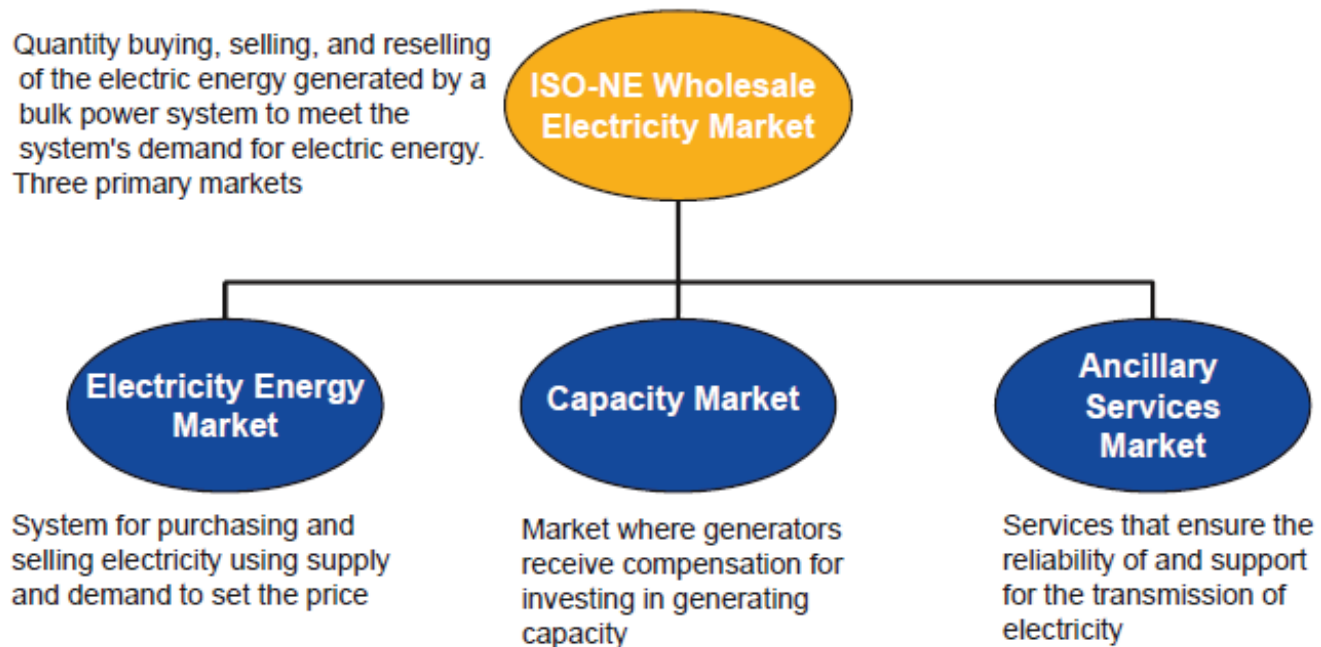 Quantity buying, selling, and reselling
of the electric energy generated by a
bulk power system to meet the
system's demand for electric energy.
Three primary markets
ISO-NE Wholesale
Electricity Market
Electricity Energy
Market
Capacity Market
Ancillary
Services
Market
System for purchasing and
selling electricity using supply
and demand to set the price
Market where generators
receive compensation for
investing in generating
capacity
Services that ensure the
reliability of and support
for the transmission of
electricity